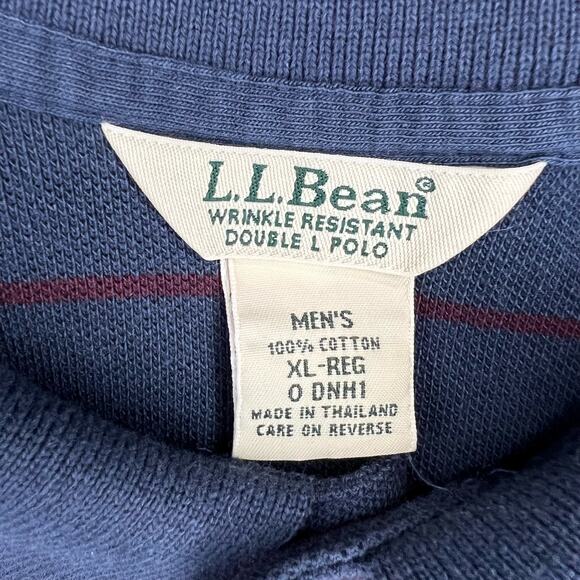 L.L.Bean®
WRINKLE RESISTANT
DOUBLE L POLO
MEN'S
100% COTTON
XL-REG
0 DNH1
MADE IN THAILAND
CARE ON REVERSE